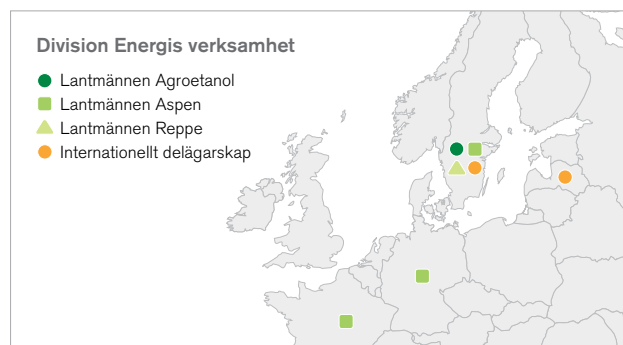 Division Energis verksamhet
Lantmännen Agroetanol
Lantmännen Aspen
Lantmännen Reppe
Internationellt delägarskap